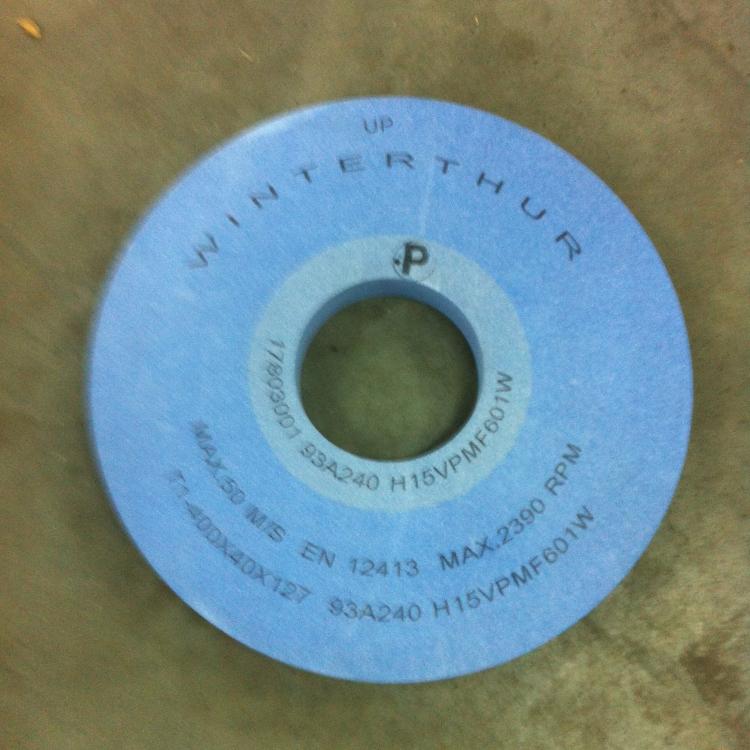 UP
WINTERTHUR
P
17803001 93A240 H15VPMF601W
MAX.50 M/S EN 12413 MAX.2390 RPM
T1-400X40X127 93A240 H15VPMF601W